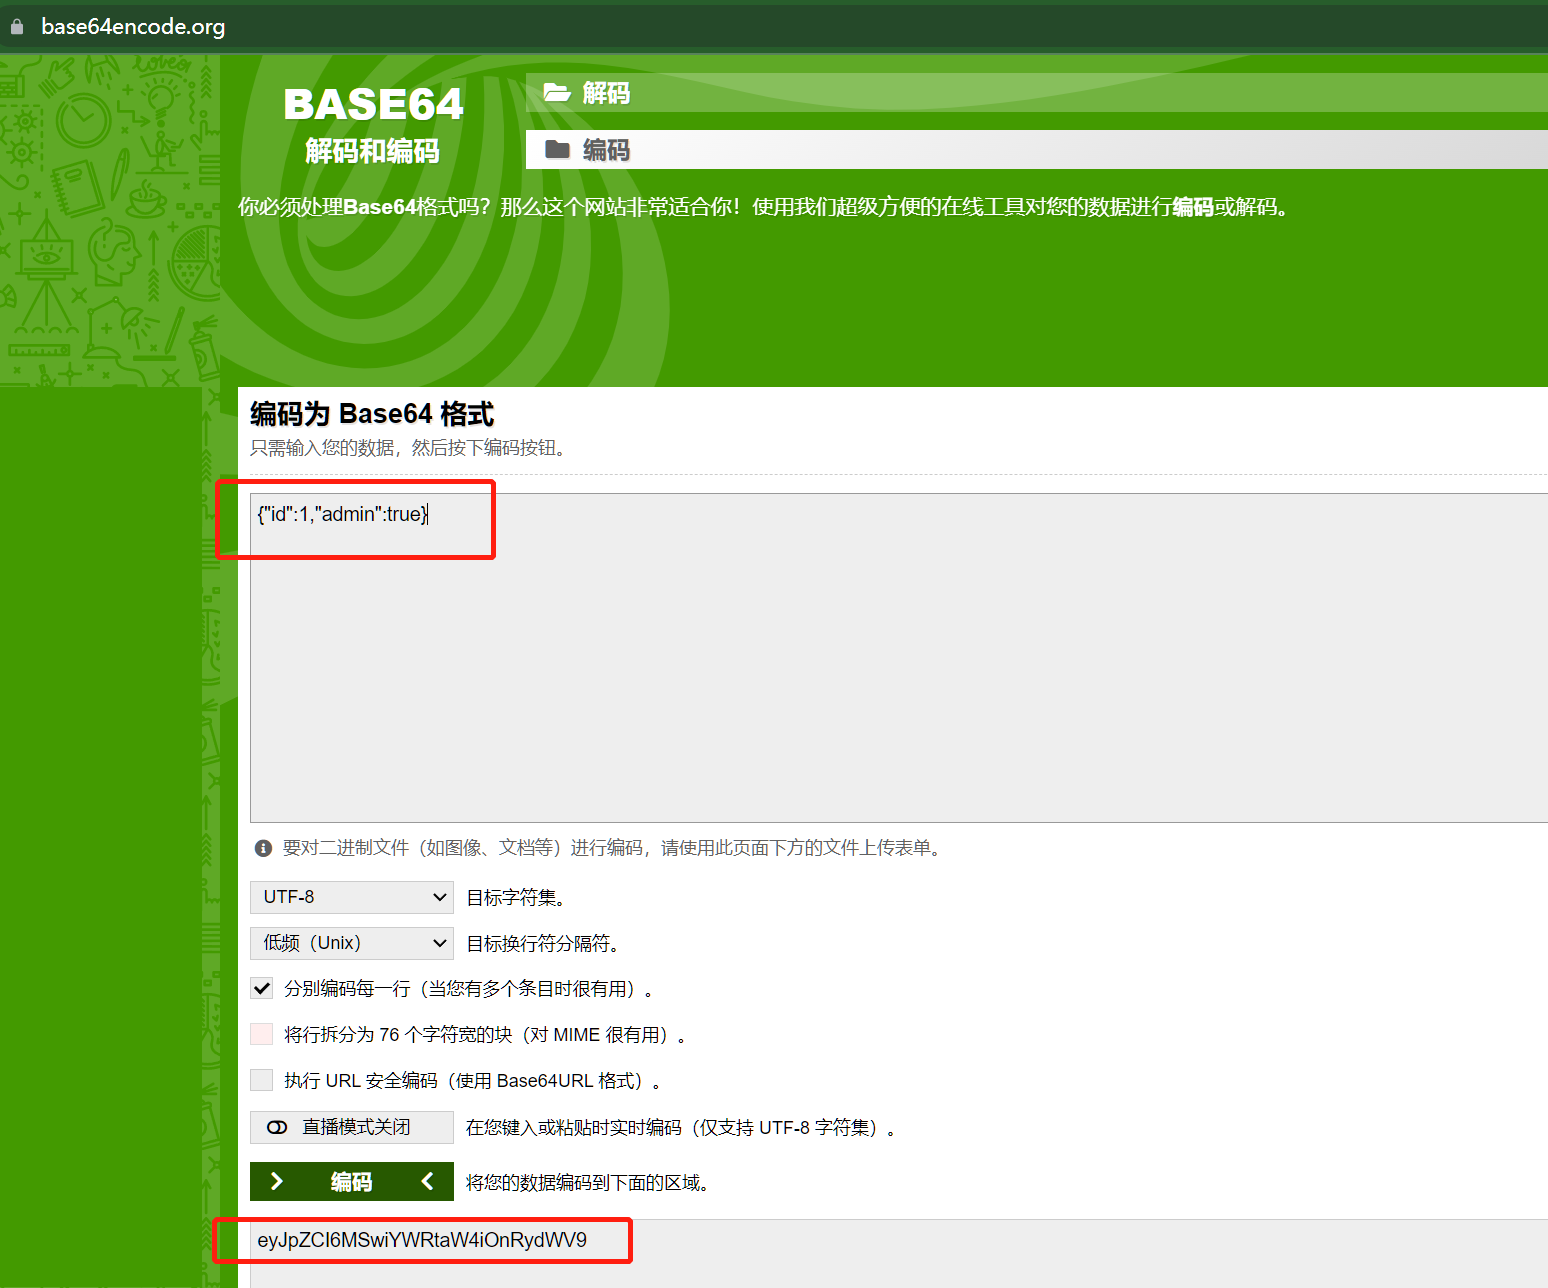 base64encode.org
BASE64
解码和编码
解码
编码
你必须处理Base64格式吗？那么这个网站非常适合你！使用我们超级方便的在线工具对您的数据进行编码或解码。
编码为 Base64 格式
只需输入您的数据，然后按下编码按钮。
{"id":1,"admin":true}
要对二进制文件（如图像、文档等）进行编码，请使用此页面下方的文件上传表单。
UTF-8 目标字符集。
低频（Unix） 目标换行符分隔符。
分别编码每一行（当您有多个条目时很有用）。
将行拆分为 76 个字符宽的块（对 MIME 很有用）。
执行 URL 安全编码（使用 Base64URL 格式）。
直播模式关闭 在您键入或粘贴时实时编码（仅支持 UTF-8 字符集）。
编码 将您的数据编码到下面的区域。
eyJpZCI6MSwiYWRtaW4iOnRydWV9